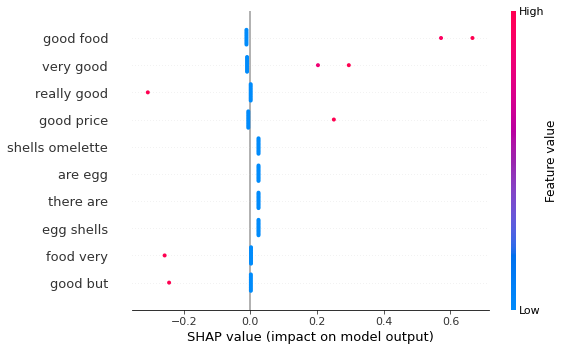 High
good food
very good
really good
good price
shells omelette
are egg
there are
egg shells
food very
good but
Feature value
Low
−0.2 0.0 0.2 0.4 0.6
SHAP value (impact on model output)